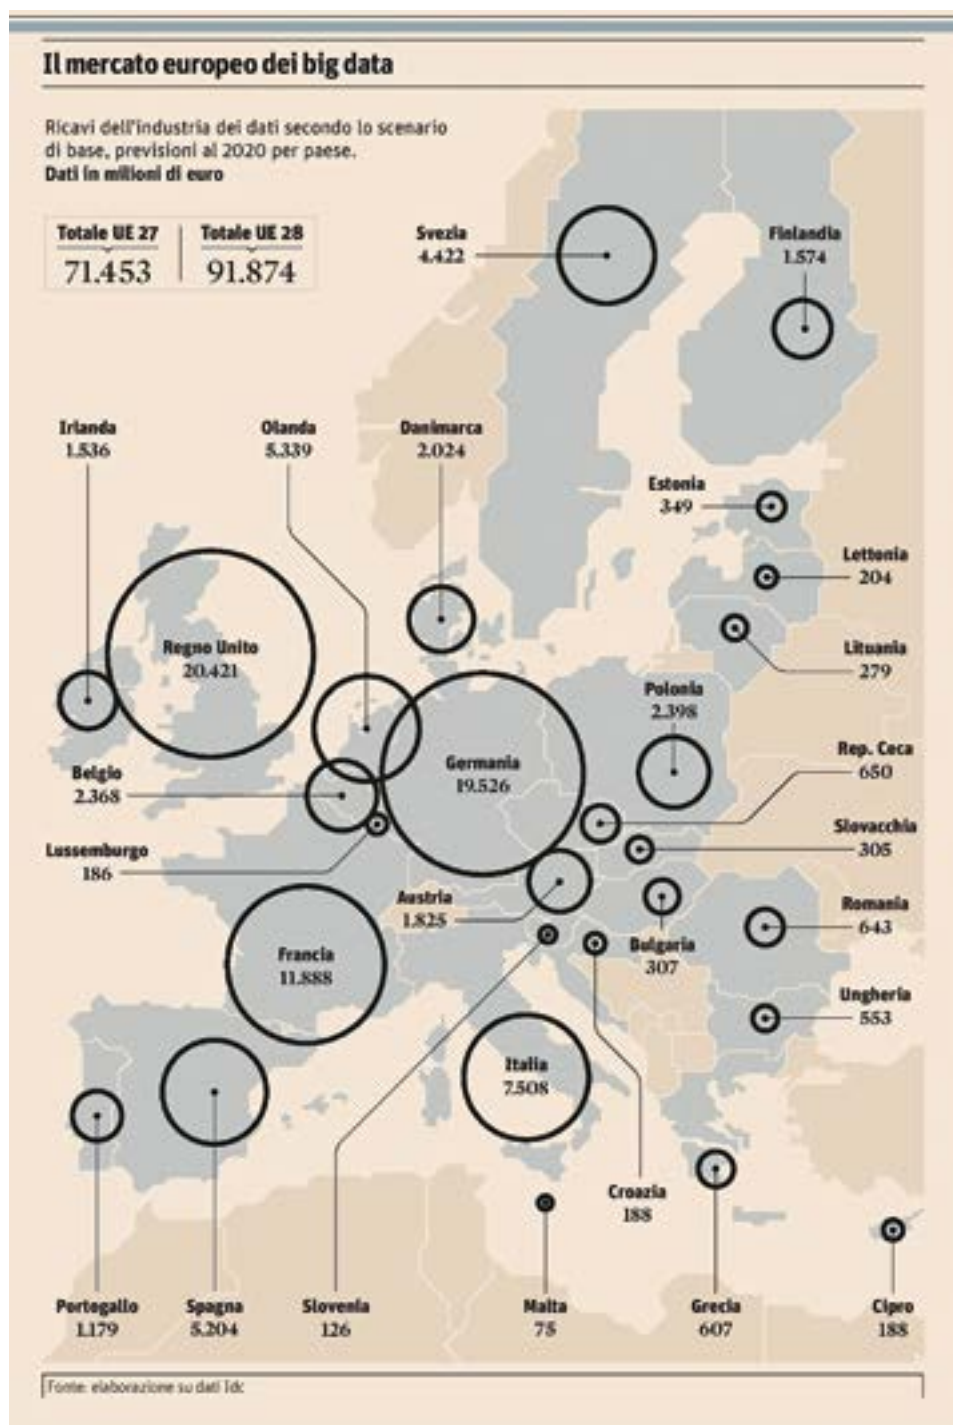 Il mercato europeo dei big data
Ricavi dell'industria dei dati secondo lo scenario
di base, previsioni al 2020 per paese.
Dati in milioni di euro
Totale UE 27
71.453
Totale UE 28
91.874
Svezia
4.422
Finlandia
1.574
Irlanda
1.536
Olanda
5.339
Danimarca
2.024
Estonia
349
Lettonia
204
Regno Unito
20.421
Lituania
279
Polonia
2.398
Rep. Ceca
650
Germania
19.526
Belgio
2.368
Slovacchia
305
Lussemburgo
186
Austria
1.825
Romania
643
Bulgaria
307
Francia
11.888
Ungheria
553
Italia
7.508
Croazia
188
Portogallo
1.179
Spagna
5.204
Slovenia
126
Malta
75
Grecia
607
Cipro
188
Fonte: elaborazione su dati Idc